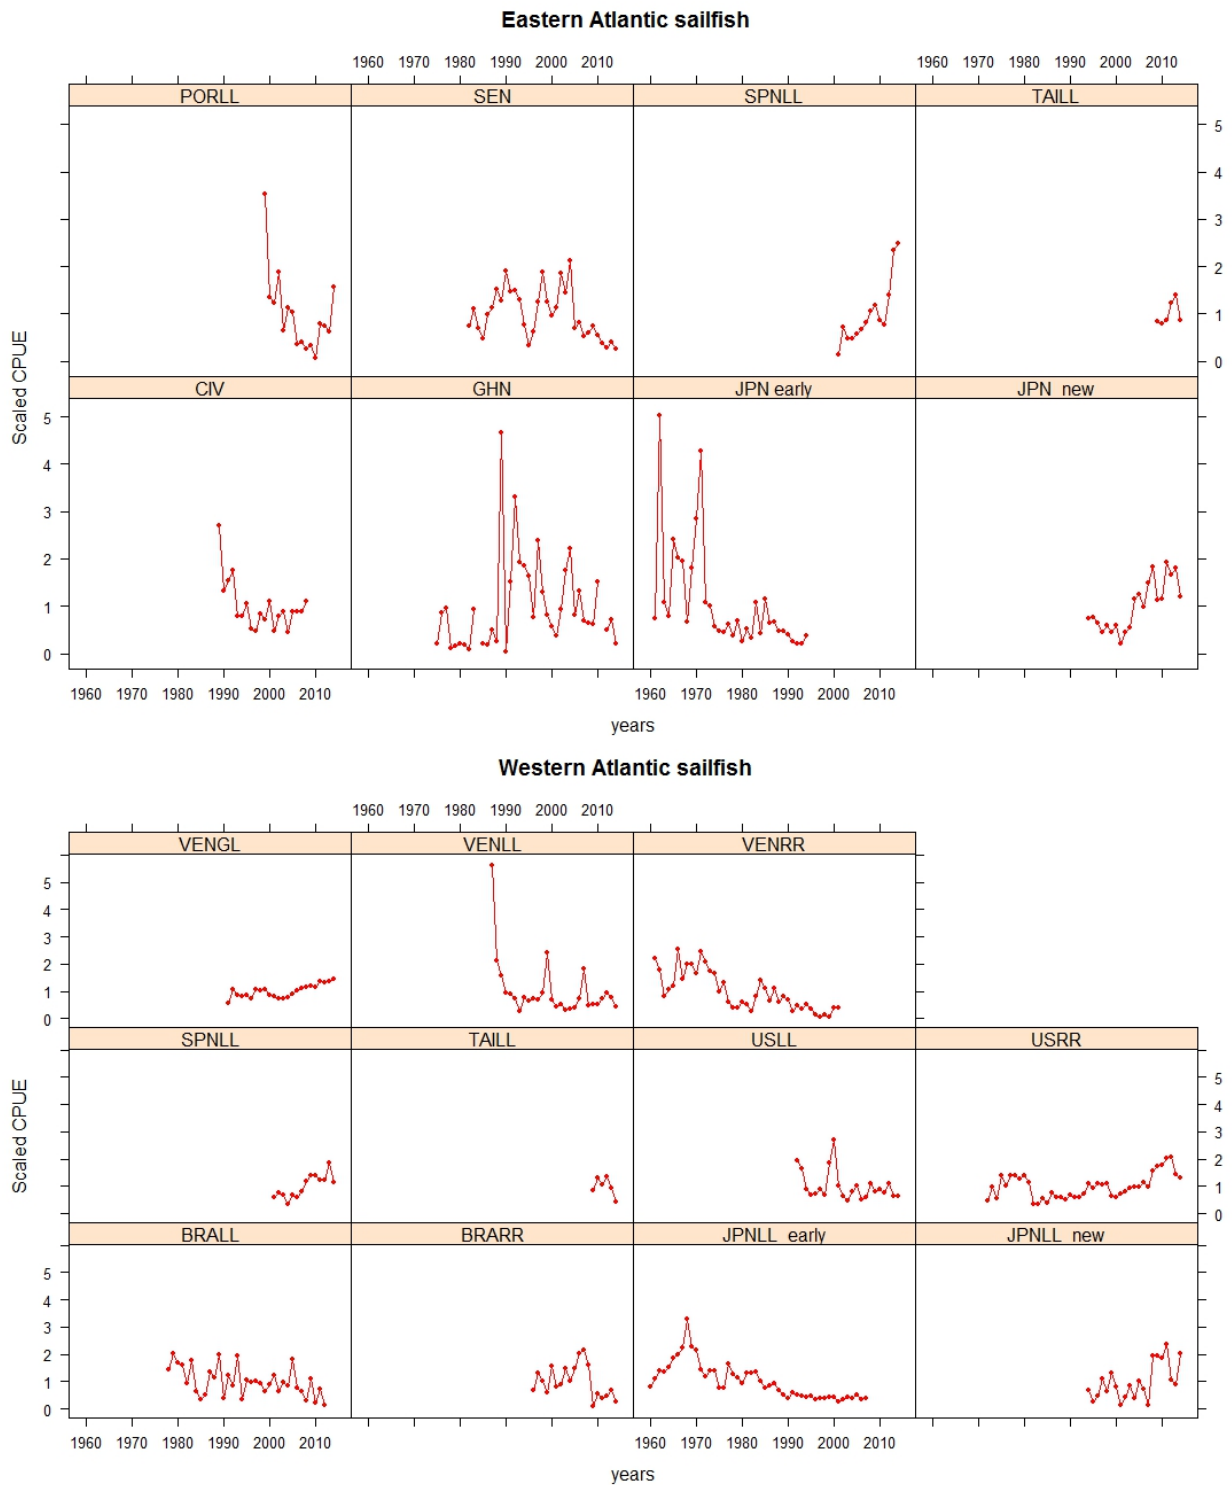 Eastern Atlantic sailfish
1960 1970 1980 1990 2000 2010 1960 1970 1980 1990 2000 2010
PORLL SEN SPNLL TAILL
5
4
3
2
1
0
Scaled CPUE
CIV GHN JPN early JPN new
5
4
3
2
1
0
1960 1970 1980 1990 2000 2010 1960 1970 1980 1990 2000 2010
years
Western Atlantic sailfish
1960 1970 1980 1990 2000 2010
VENGL VENLL VENRR
5
4
3
2
1
0
Scaled CPUE
SPNLL TAILL USLL USRR
5
4
3
2
1
0
BRALL BRARR JPNLL early JPNLL new
5
4
3
2
1
0
1960 1970 1980 1990 2000 2010 1960 1970 1980 1990 2000 2010
years